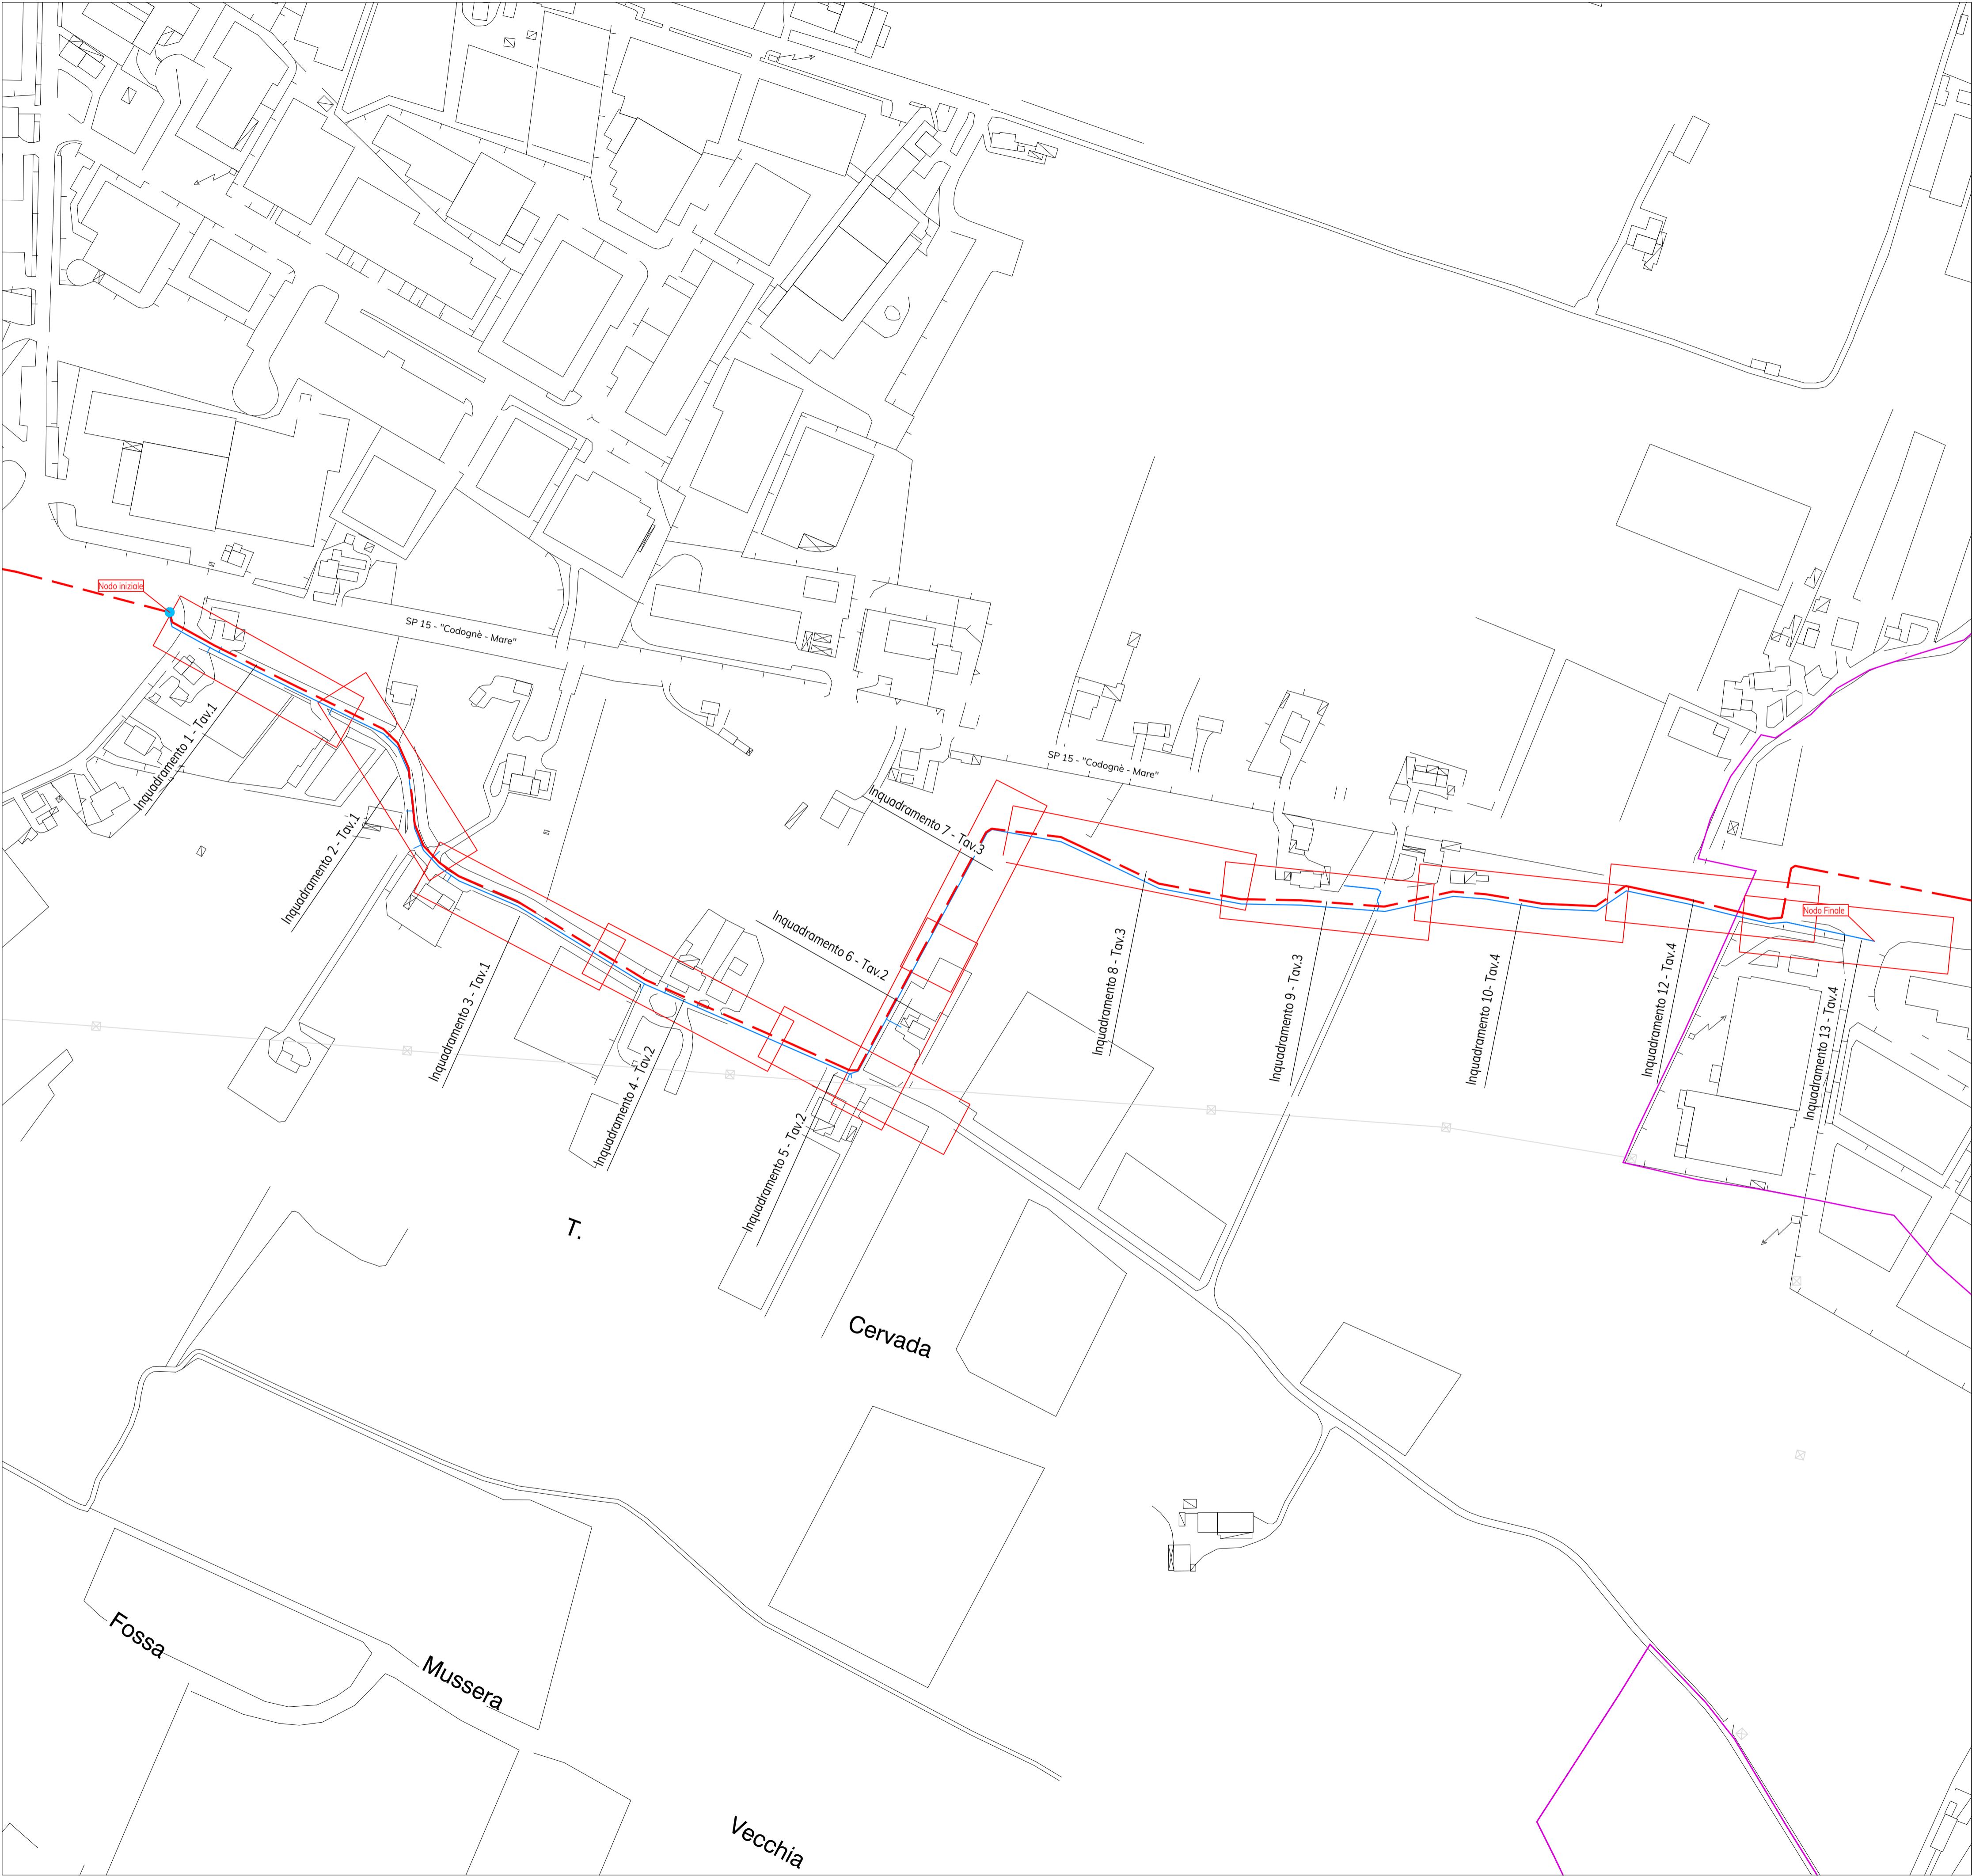 Nodo iniziale
SP 15 - "Codognè - Mare"
Inquadramento 1 - Tav.1
Inquadramento 2 - Tav.1
SP 15 - "Codognè - Mare"
Inquadramento 7 - Tav.3
Inquadramento 6 - Tav.2
Nodo Finale
Inquadramento 3 - Tav.1
Inquadramento 4 - Tav.2
Inquadramento 5 - Tav.2
Inquadramento 8 - Tav.3
Inquadramento 9 - Tav.3
Inquadramento 10- Tav.4
Inquadramento 12 - Tav.4
Inquadramento 13 - Tav.4
T.
Cervada
Fossa
Mussera
Vecchia